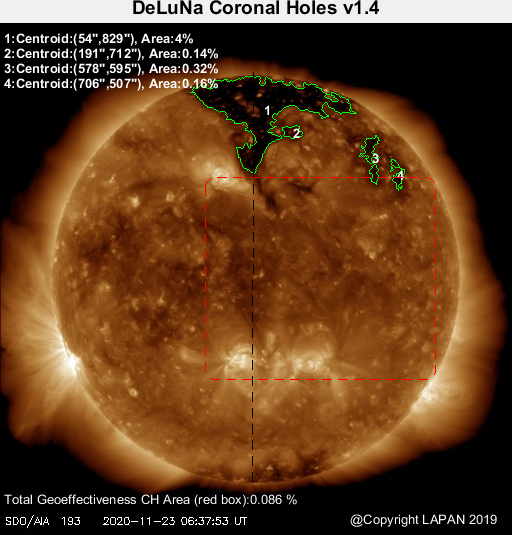 DeLuNa Coronal Holes v1.4
1:Centroid:(54",829"), Area:4%
2:Centroid:(191",712"), Area:0.14%
3:Centroid:(578",595"), Area:0.32%
4:Centroid:(706",507"), Area:0.16%
1
2
3
4
Total Geoeffectiveness CH Area (red box):0.086 %
SDO/AIA 193 2020-11-23 06:37:53 UT
@Copyright LAPAN 2019